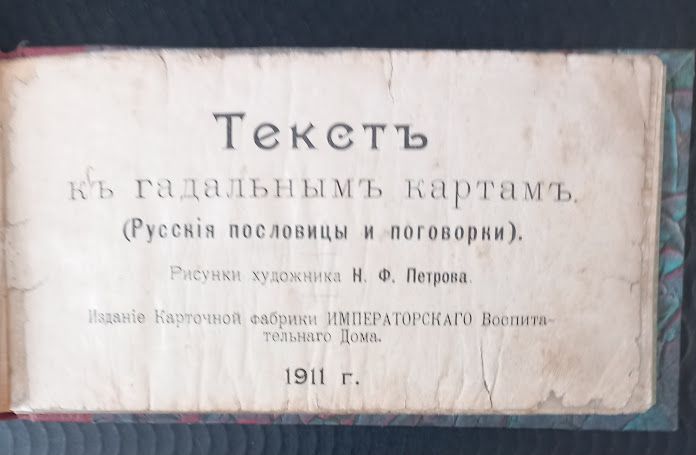 Текстъ
къ гадальнымъ картамъ.
(Русскія пословицы и поговорки).
Рисунки художника Н. Ф. Петрова.
Изданіе Карточной фабрики ИМПЕРАТОРСКАГО Воспита-
тельнаго Дома.
1911 г.